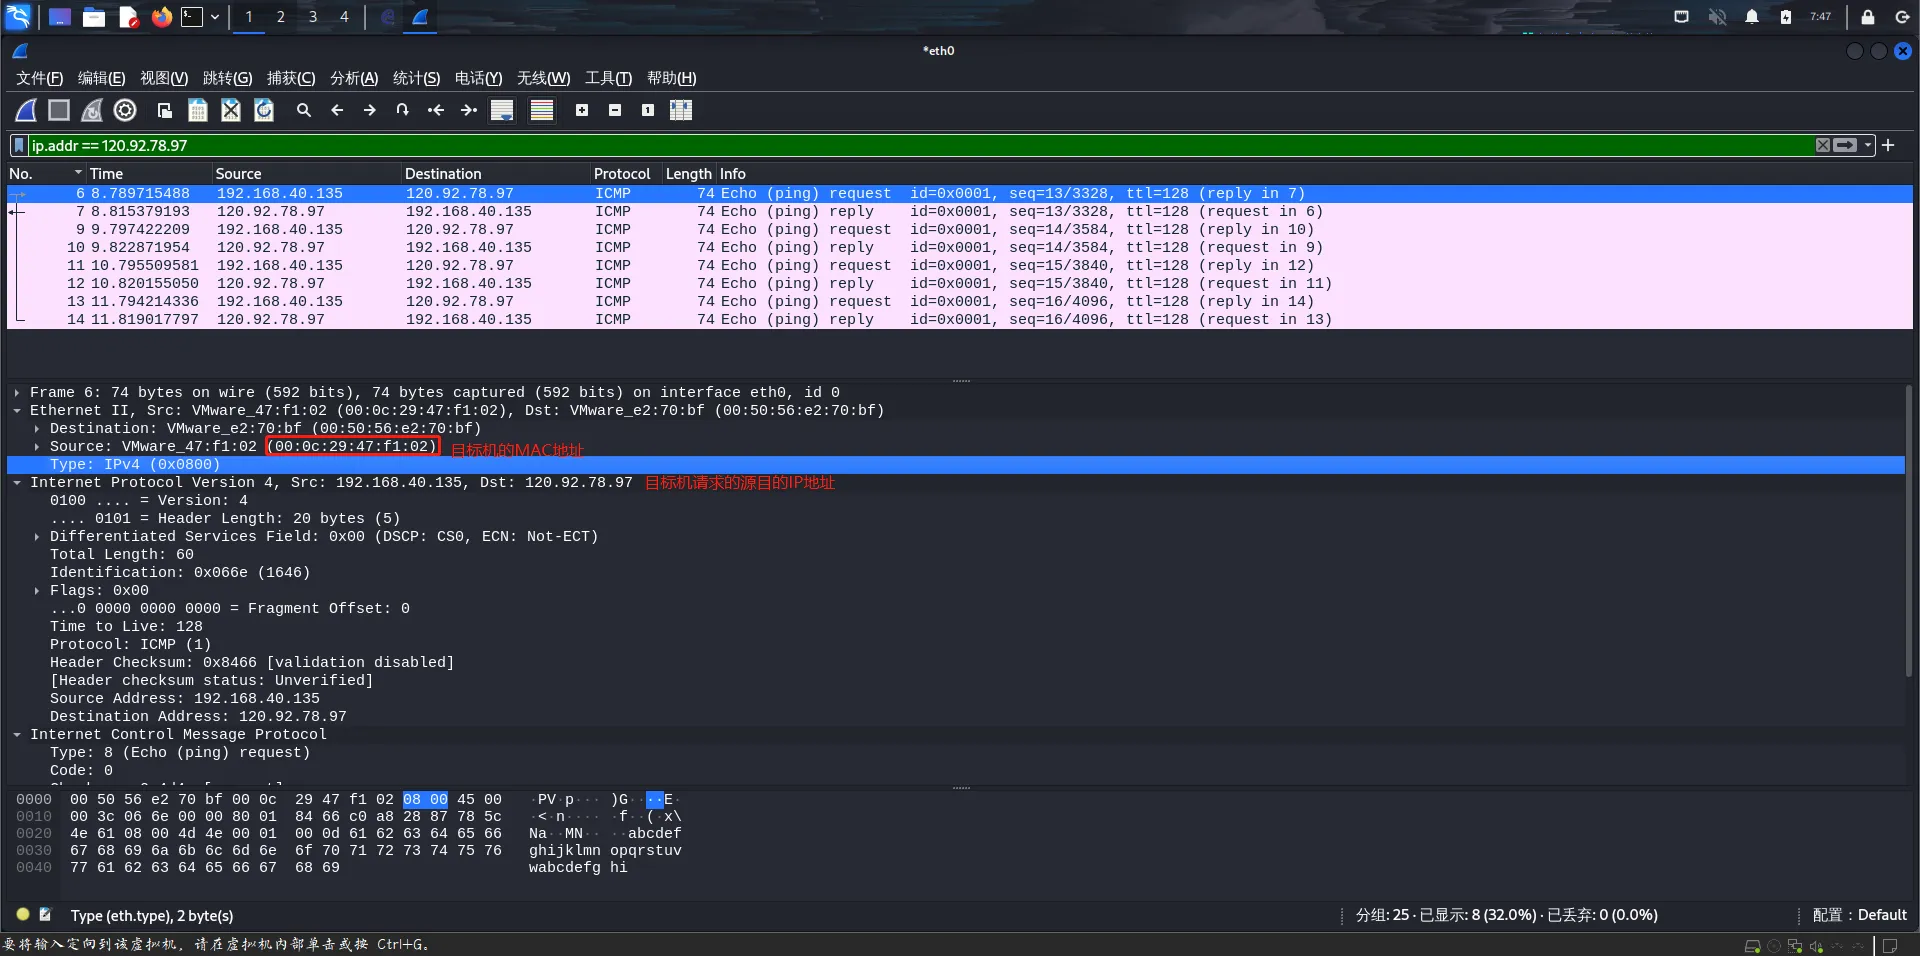 1 2 3 4
7:47
*eth0
文件(F) 编辑(E) 视图(V) 跳转(G) 捕获(C) 分析(A) 统计(S) 电话(Y) 无线(W) 工具(T) 帮助(H)
ip.addr == 120.92.78.97
No. Time Source Destination Protocol Length Info
6 8.789715488 192.168.40.135 120.92.78.97 ICMP 74 Echo (ping) request id=0x0001, seq=13/3328, ttl=128 (reply in 7)
7 8.815379193 120.92.78.97 192.168.40.135 ICMP 74 Echo (ping) reply id=0x0001, seq=13/3328, ttl=128 (request in 6)
9 9.797422209 192.168.40.135 120.92.78.97 ICMP 74 Echo (ping) request id=0x0001, seq=14/3584, ttl=128 (reply in 10)
10 9.822871954 120.92.78.97 192.168.40.135 ICMP 74 Echo (ping) reply id=0x0001, seq=14/3584, ttl=128 (request in 9)
11 10.795509581 192.168.40.135 120.92.78.97 ICMP 74 Echo (ping) request id=0x0001, seq=15/3840, ttl=128 (reply in 12)
12 10.820155050 120.92.78.97 192.168.40.135 ICMP 74 Echo (ping) reply id=0x0001, seq=15/3840, ttl=128 (request in 11)
13 11.794214336 192.168.40.135 120.92.78.97 ICMP 74 Echo (ping) request id=0x0001, seq=16/4096, ttl=128 (reply in 14)
14 11.819017797 120.92.78.97 192.168.40.135 ICMP 74 Echo (ping) reply id=0x0001, seq=16/4096, ttl=128 (request in 13)
Frame 6: 74 bytes on wire (592 bits), 74 bytes captured (592 bits) on interface eth0, id 0
Ethernet II, Src: VMware_47:f1:02 (00:0c:29:47:f1:02), Dst: VMware_e2:70:bf (00:50:56:e2:70:bf)
Destination: VMware_e2:70:bf (00:50:56:e2:70:bf)
Source: VMware_47:f1:02 (00:0c:29:47:f1:02) 目标机的MAC地址
Type: IPv4 (0x0800)
Internet Protocol Version 4, Src: 192.168.40.135, Dst: 120.92.78.97 目标机请求的源目的IP地址
0100 .... = Version: 4
.... 0101 = Header Length: 20 bytes (5)
Differentiated Services Field: 0x00 (DSCP: CS0, ECN: Not-ECT)
Total Length: 60
Identification: 0x066e (1646)
Flags: 0x00
...0 0000 0000 0000 = Fragment Offset: 0
Time to Live: 128
Protocol: ICMP (1)
Header Checksum: 0x8466 [validation disabled]
[Header checksum status: Unverified]
Source Address: 192.168.40.135
Destination Address: 120.92.78.97
Internet Control Message Protocol
Type: 8 (Echo (ping) request)
Code: 0
0000 00 50 56 e2 70 bf 00 0c 29 47 f1 02 08 00 45 00 ·PV·p··· )G····E·
0010 00 3c 06 6e 00 00 80 01 84 66 c0 a8 28 87 78 5c ·<·n···· ·f··(·x\
0020 4e 61 08 00 4d 4e 00 01 00 0d 61 62 63 64 65 66 Na··MN·· ··abcdef
0030 67 68 69 6a 6b 6c 6d 6e 6f 70 71 72 73 74 75 76 ghijklmn opqrstuv
0040 77 61 62 63 64 65 66 67 68 69 wabcdefg hi
Type (eth.type), 2 byte(s) 分组: 25 · 已显示: 8 (32.0%) · 已丢弃: 0 (0.0%) 配置：Default
要将输入定向到该虚拟机，请在虚拟机内部单击或按 Ctrl+G。